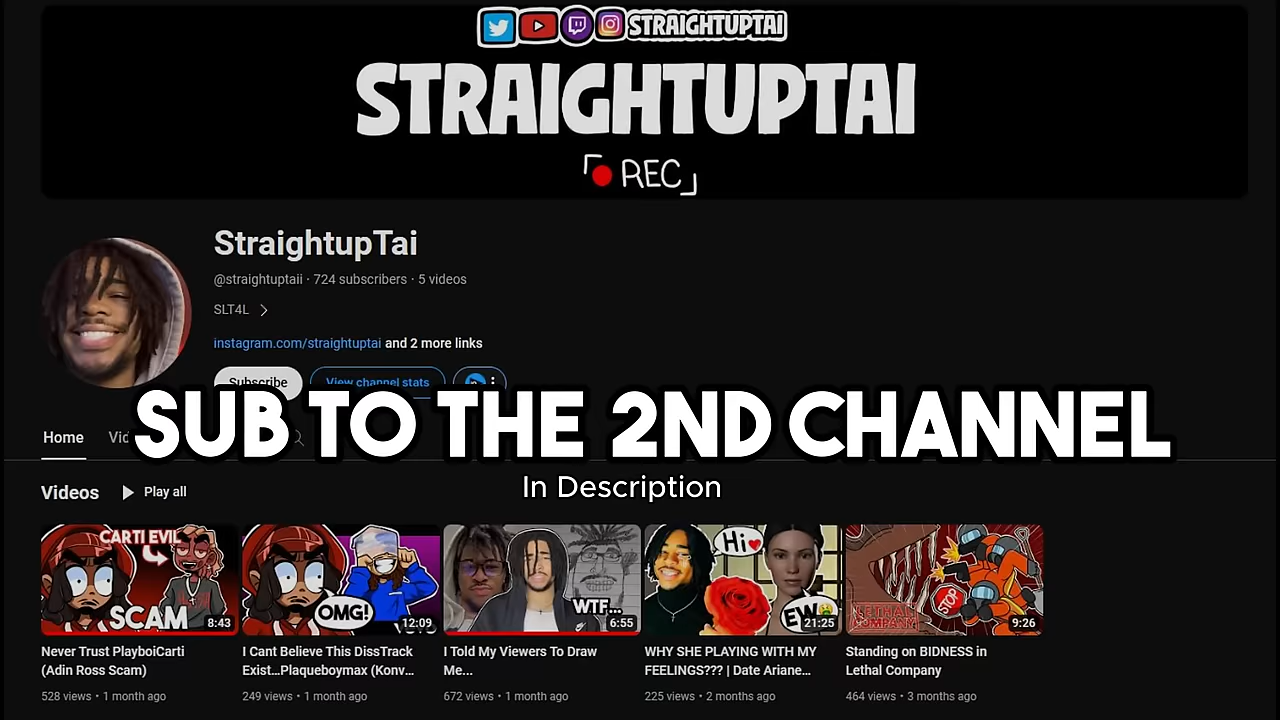 STRAIGHTUPTAI
STRAIGHTUPTAI
REC
StraightupTai
@straightuptaii · 724 subscribers · 5 videos
SLT4L
instagram.com/straightuptai and 2 more links
Subscribe View channel stats
SUB TO THE 2ND CHANNEL
Home
In Description
Videos Play all
CARTI EVIL
SCAM
8:43
OMG!
12:09
WTF...
6:55
Hi
EW
21:25
LETHAL
COMPANY
STOP
9:26
Never Trust PlayboiCarti
(Adin Ross Scam)
528 views • 1 month ago
I Cant Believe This DissTrack
Exist...Plaqueboymax (Konv...
249 views • 1 month ago
I Told My Viewers To Draw
Me...
672 views • 1 month ago
WHY SHE PLAYING WITH MY
FEELINGS??? | Date Ariane...
225 views • 2 months ago
Standing on BIDNESS in
Lethal Company
464 views • 3 months ago